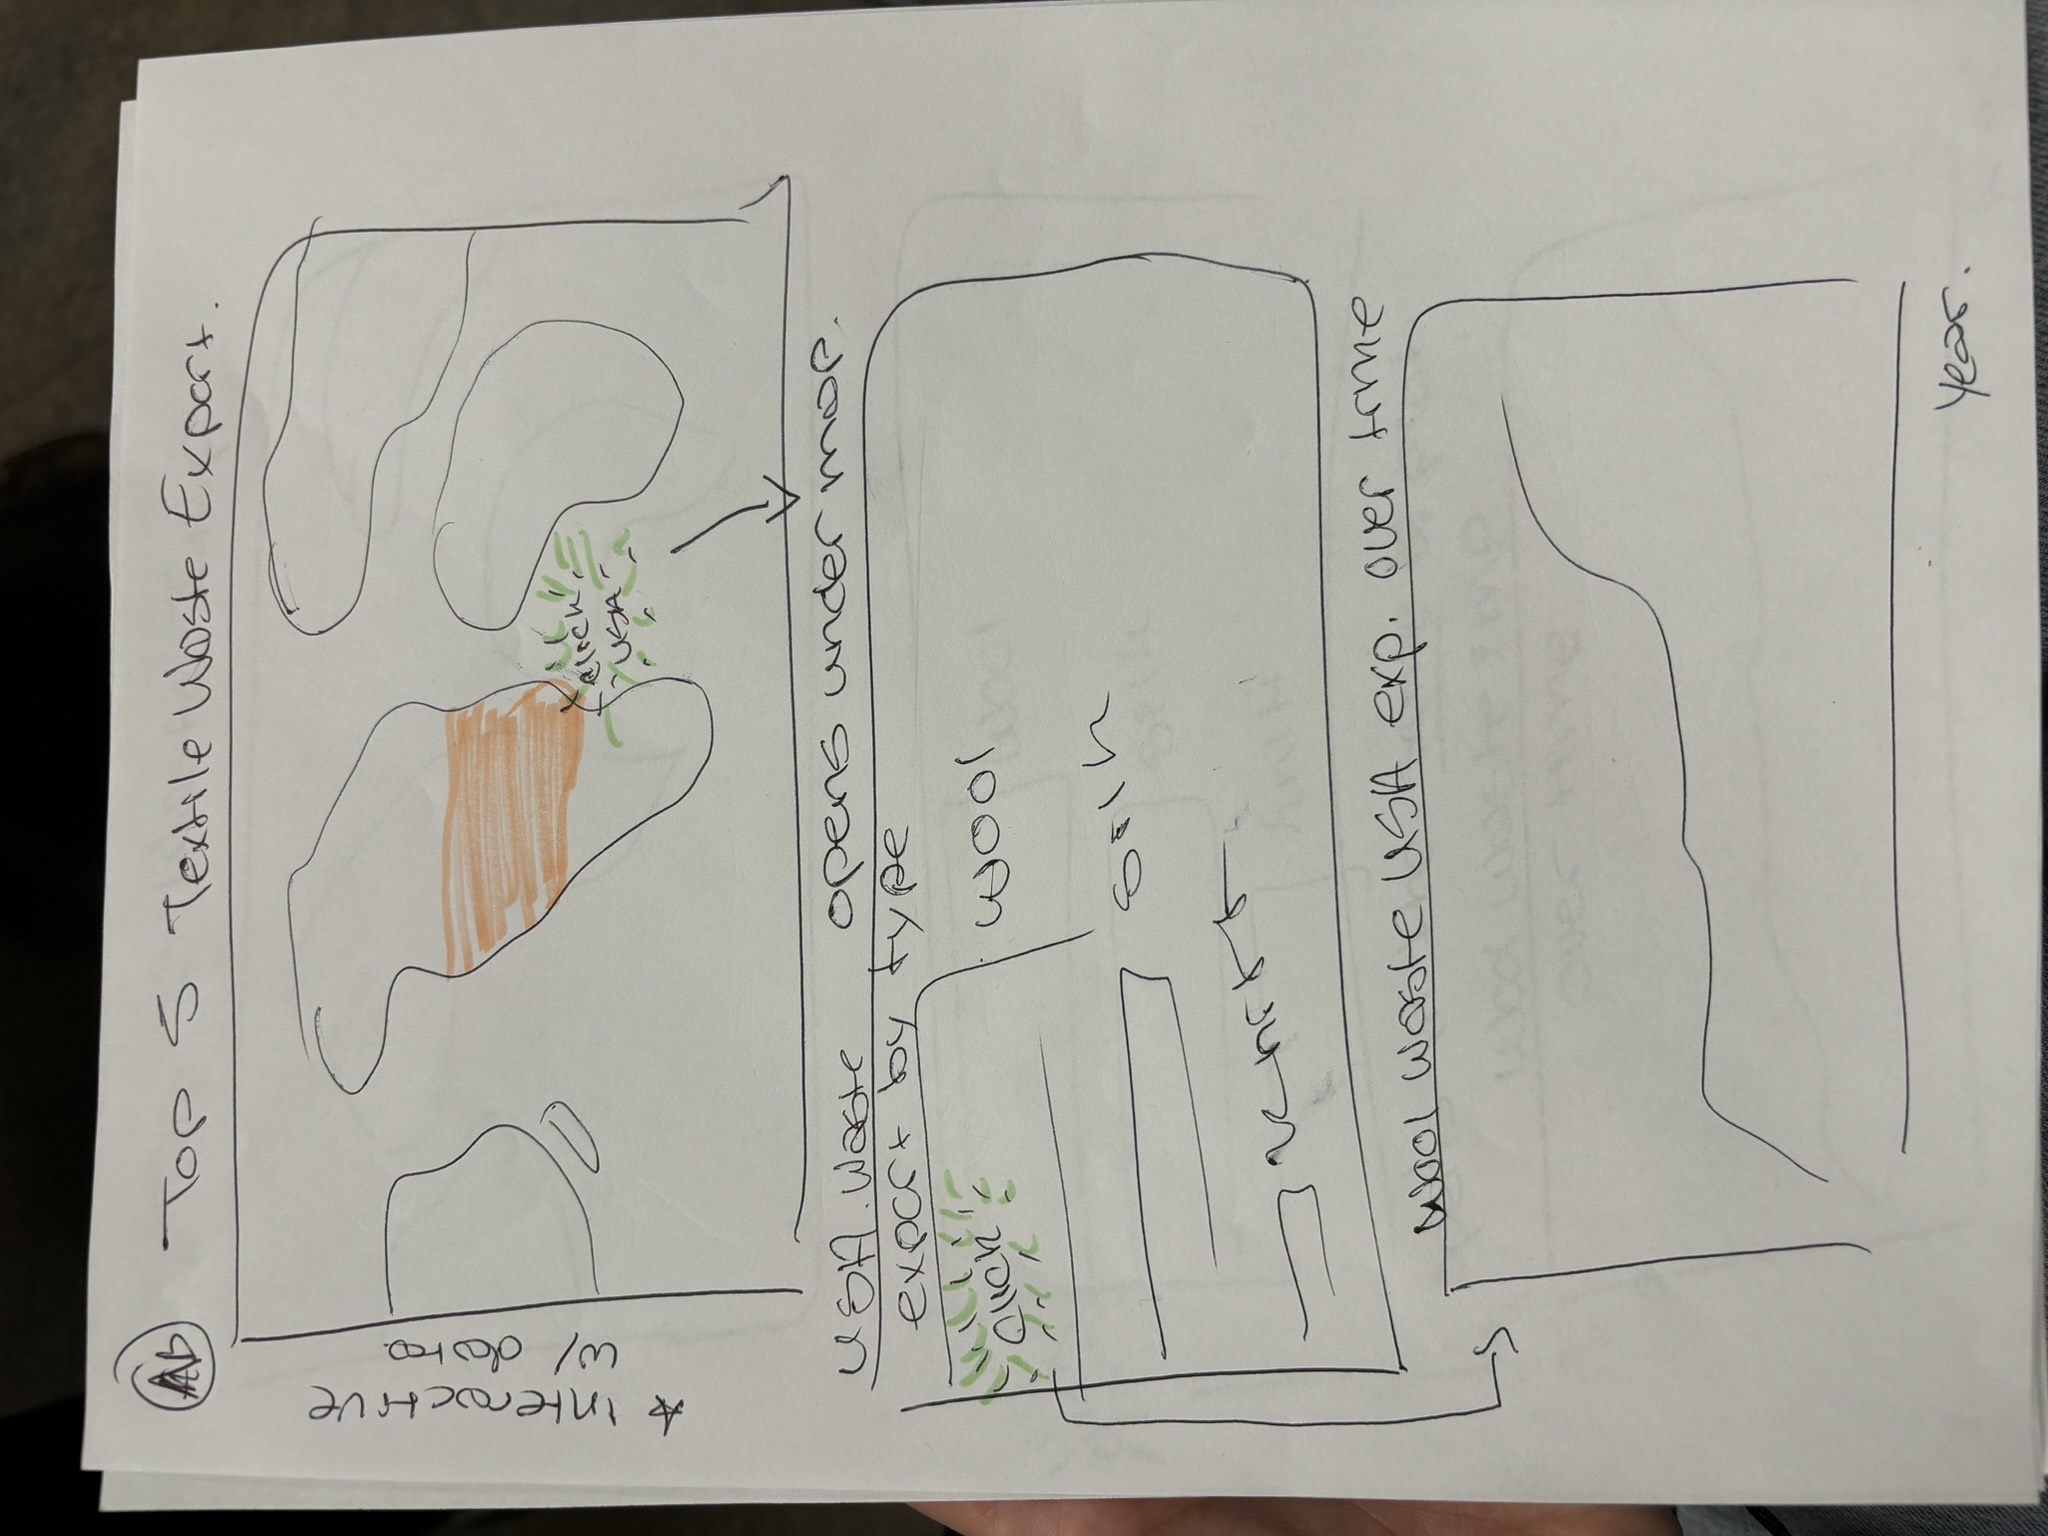 Ab
Top 5 Textile Waste Export.
* interactive
w/ data
click
USA
USA. Waste opens under map.
export by type
click
wool
silk
Wool waste USA exp. over time
Year.